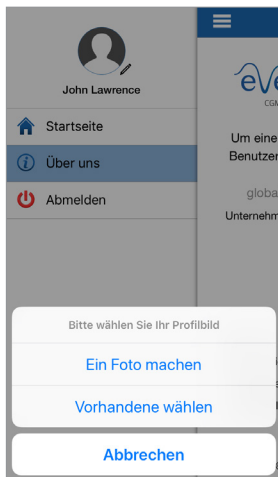 John Lawrence
Startseite
Über uns
Abmelden
CGM
Um eine
Benutzer
globa
Unternehm
Bitte wählen Sie Ihr Profilbild
Ein Foto machen
Vorhandene wählen
Abbrechen